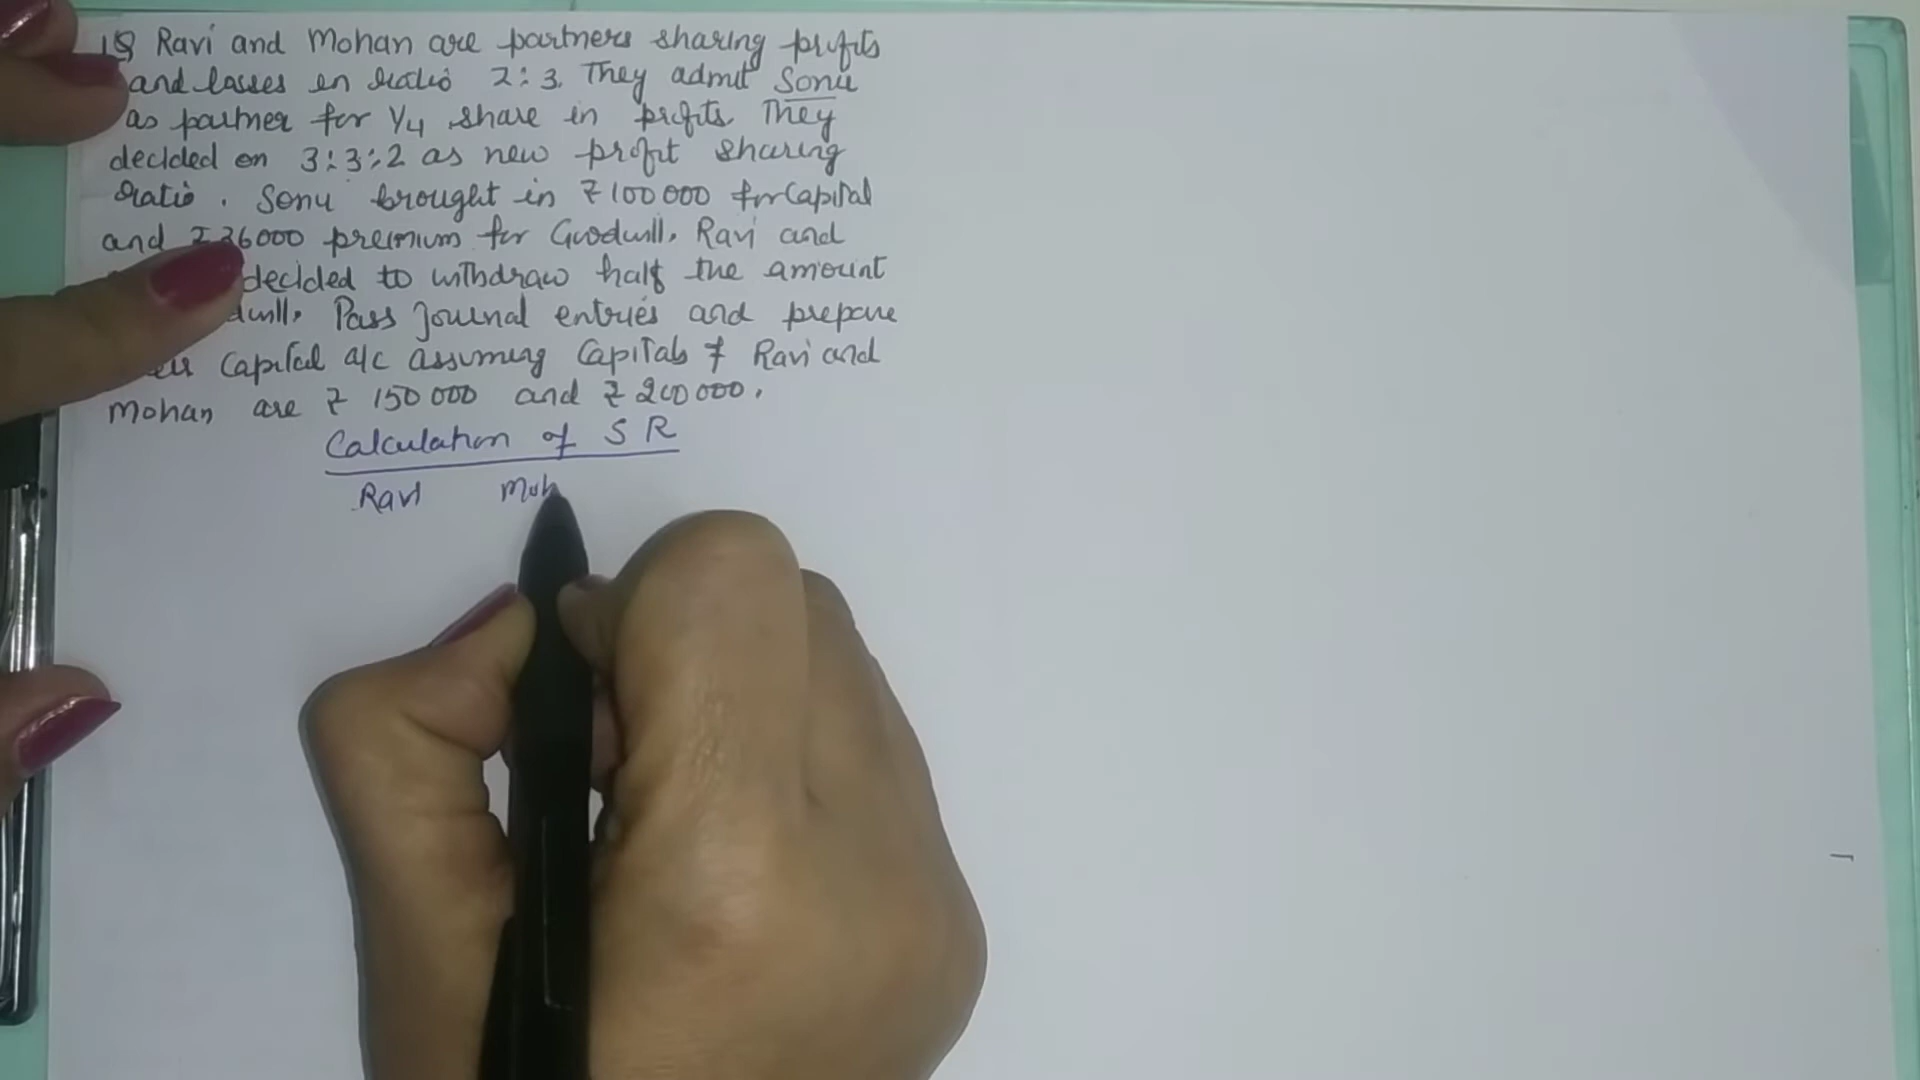 Q Ravi and Mohan are partners sharing profits
and losses in ratio 2:3. They admit Sonu
as partner for 1/4 share in profits. They
decided on 3:3:2 as new profit sharing
ratio. Sonu brought in ₹100000 for Capital
and ₹36000 premium for Goodwill. Ravi and
decided to withdraw half the amount
Pass Journal entries and prepare
Capital a/c assuming Capitals of Ravi and
Mohan are ₹ 150000 and ₹200000.
Calculation of S R
Ravi Moh